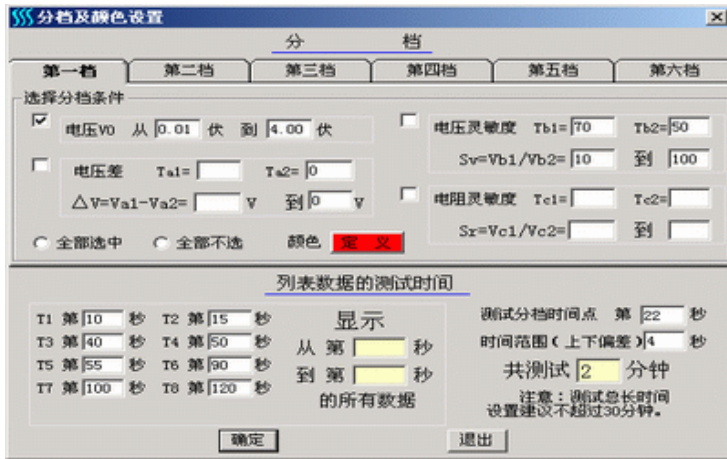 分档及颜色设置
分 档
第一档 第二档 第三档 第四档 第五档 第六档
选择分档条件
电压V0 从 0.01 伏 到 4.00 伏
电压灵敏度 Tb1= 70 Tb2= 50
Sv=Vb1/Vb2= 10 到 100
电压差 Ta1= Ta2= 0
△V=Va1-Va2= V 到 0 V
电阻灵敏度 Tc1= Tc2=
Sr=Vc1/Vc2= 到
全部选中 全部不选 颜色 定 义
列表数据的测试时间
T1 第 10 秒 T2 第 15 秒
T3 第 40 秒 T4 第 50 秒
T5 第 55 秒 T6 第 90 秒
T7 第 100 秒 T8 第 120 秒
显示
从 第 秒
到 第 秒
的所有数据
测试分档时间点 第 22 秒
时间范围(上下偏差) 4 秒
共测试 2 分钟
注意:测试总长时间
设置建议不超过30分钟。
确定 退出